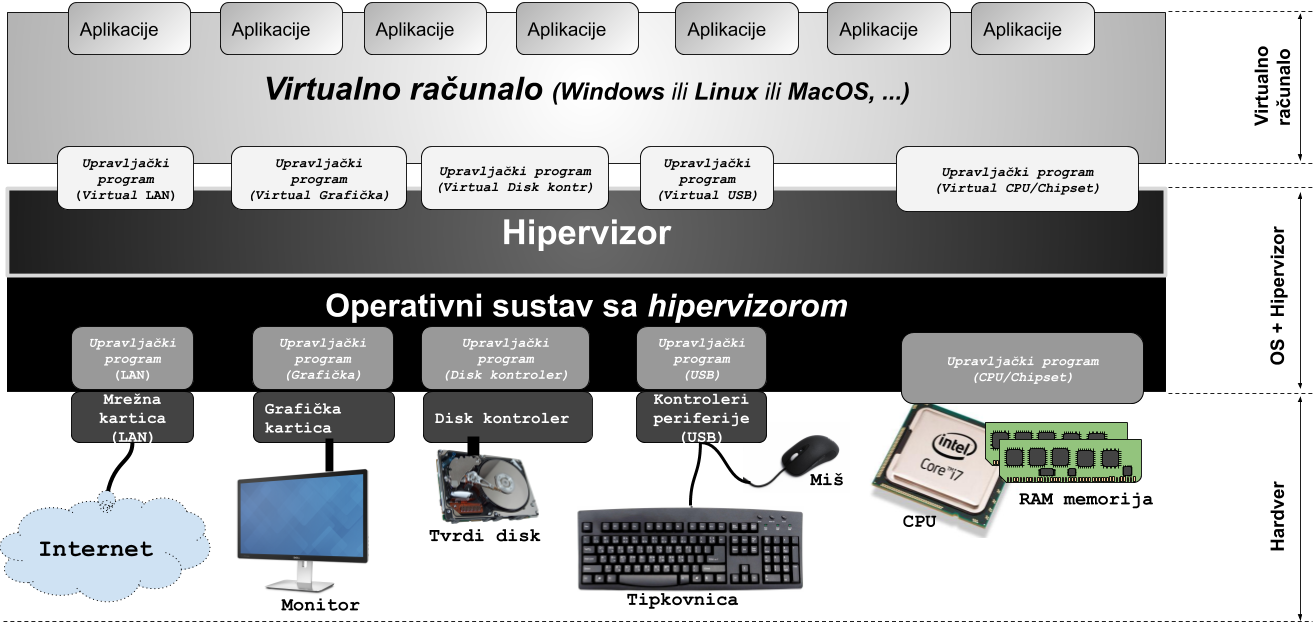 Aplikacije
Aplikacije
Aplikacije
Aplikacije
Aplikacije
Aplikacije
Aplikacije
Virtualno računalo (Windows ili Linux ili MacOS, ...)
Virtualno
računalo
Upravljački
program
(Virtual LAN)
Upravljački
program
(Virtual Grafička)
Upravljački program
(Virtual Disk kontr)
Upravljački
program
(Virtual USB)
Upravljački program
(Virtual CPU/Chipset)
Hipervizor
Operativni sustav sa hipervizorom
OS + Hipervizor
Upravljački
program
(LAN)
Upravljački
program
(Grafička)
Upravljački
program
(Disk kontroler)
Upravljački
program
(USB)
Upravljački program
(CPU/Chipset)
Mrežna
kartica
(LAN)
Grafička
kartica
Disk kontroler
Kontroleri
periferije
(USB)
intel
Core™i7
Miš
RAM memorija
CPU
Tvrdi disk
Internet
Tipkovnica
Monitor
Hardver